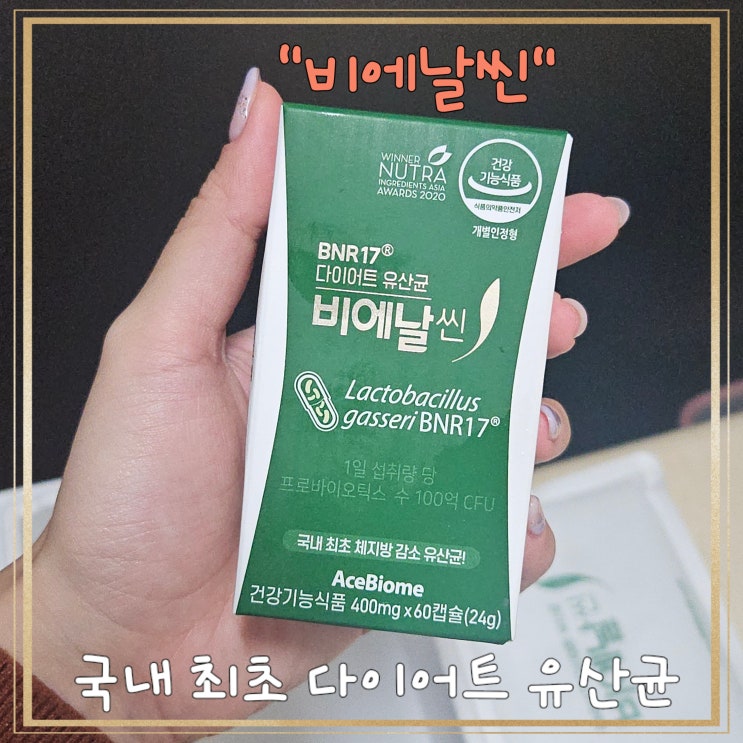 "비에날씬"
WINNER
NUTRA
INGREDIENTS ASIA
AWARDS 2020
건강
기능식품
식품의약품안전처
개별인정형
BNR17®
다이어트 유산균
비에날씬
Lactobacillus
gasseri BNR17®
1일 섭취량 당
프로바이오틱스 수 100억 CFU
국내 최초 체지방 감소 유산균!
AceBiome
건강기능식품 400mg x 60캡슐(24g)
국내 최초 다이어트 유산균